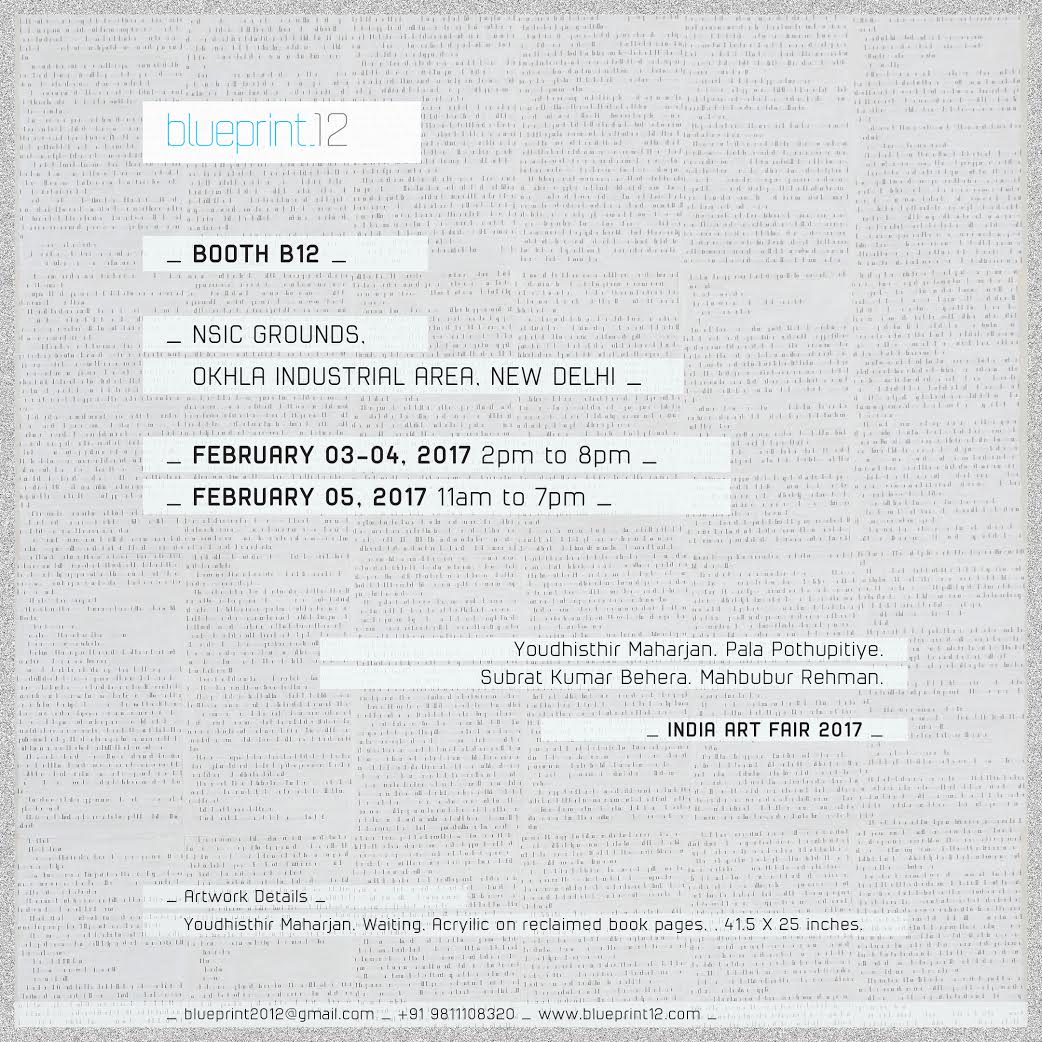 blueprint.12
_ BOOTH B12 _
_ NSIC GROUNDS,
OKHLA INDUSTRIAL AREA, NEW DELHI _
_ FEBRUARY 03-04, 2017 2pm to 8pm _
_ FEBRUARY 05, 2017 11am to 7pm _
Youdhisthir Maharjan. Pala Pothupitiye.
Subrat Kumar Behera. Mahbubur Rehman.
_ INDIA ART FAIR 2017 _
_ Artwork Details _
Youdhisthir Maharjan. Waiting. Acryilic on reclaimed book pages. . 41.5 X 25 inches.
_ blueprint2012@gmail.com _ +91 9811108320 _ www.blueprint12.com _